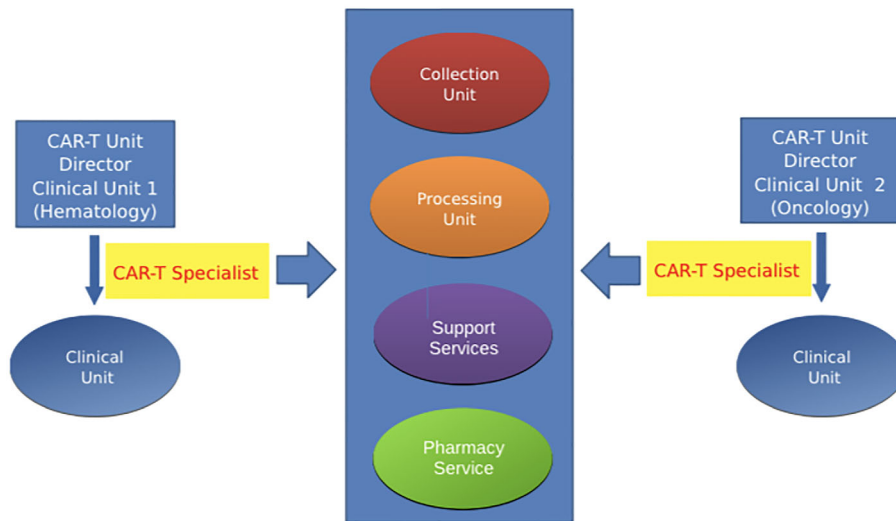 CAR-T Unit
Director
Clinical Unit 1
(Hematology)
CAR-T Specialist
Clinical
Unit
Collection
Unit
Processing
Unit
Support
Services
Pharmacy
Service
CAR-T Unit
Director
Clinical Unit  2
(Oncology)
CAR-T Specialist
Clinical
Unit